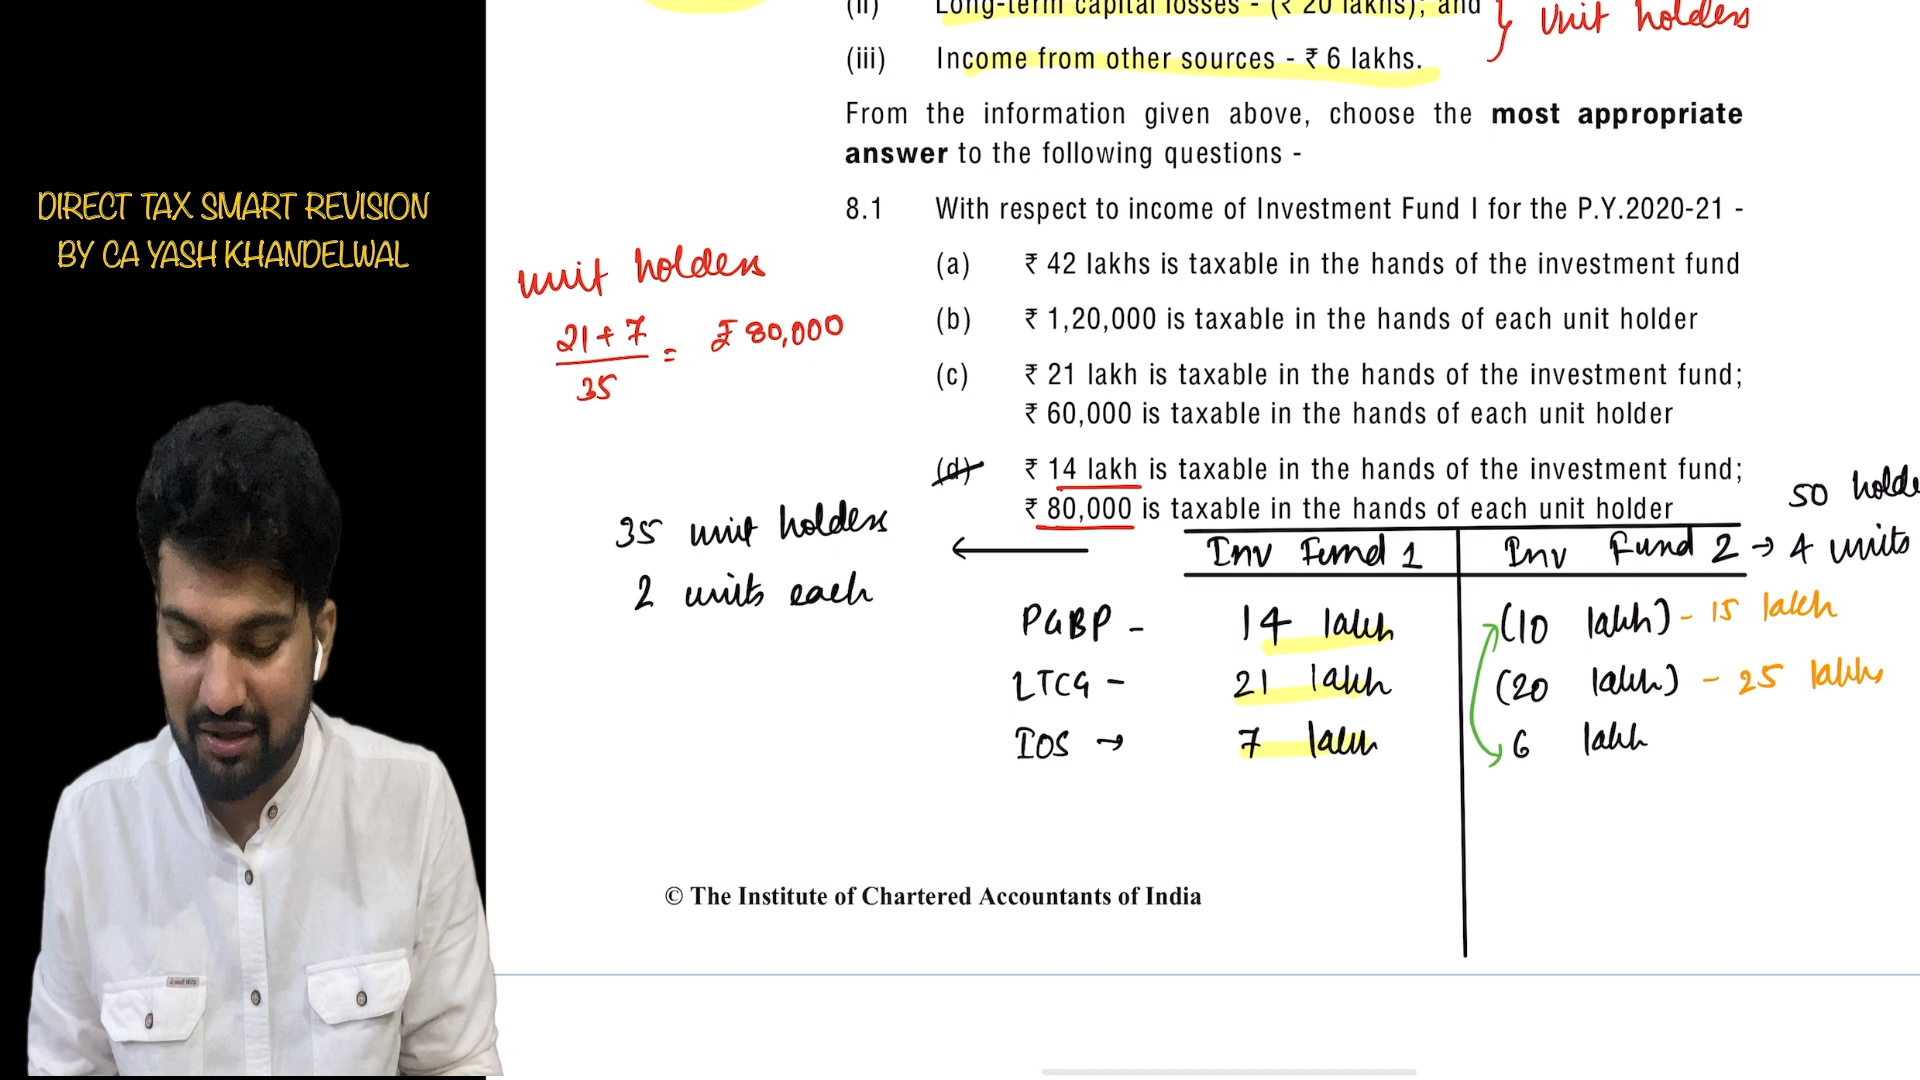 (ii) Long-term capital losses - (₹ 20 lakhs); and
unit holders
(iii) Income from other sources - ₹ 6 lakhs.
From the information given above, choose the most appropriate
answer to the following questions -
DIRECT TAX SMART REVISION
BY CA YASH KHANDELWAL
8.1 With respect to income of Investment Fund I for the P.Y.2020-21 -
(a) ₹ 42 lakhs is taxable in the hands of the investment fund
(b) ₹ 1,20,000 is taxable in the hands of each unit holder
(c) ₹ 21 lakh is taxable in the hands of the investment fund;
₹ 60,000 is taxable in the hands of each unit holder
(d) ₹ 14 lakh is taxable in the hands of the investment fund;
₹ 80,000 is taxable in the hands of each unit holder
unit holders
21 + 7 = ₹ 80,000
35
35 unit holders
2 units each
50 holde
Inv Fund 1 Inv Fund 2 → 4 units
PGBP - 14 lakh (10 lakh) - 15 lakh
LTCG - 21 lakh (20 lakh) - 25 lakhs
IOS → 7 lakh 6 lakh
© The Institute of Chartered Accountants of India